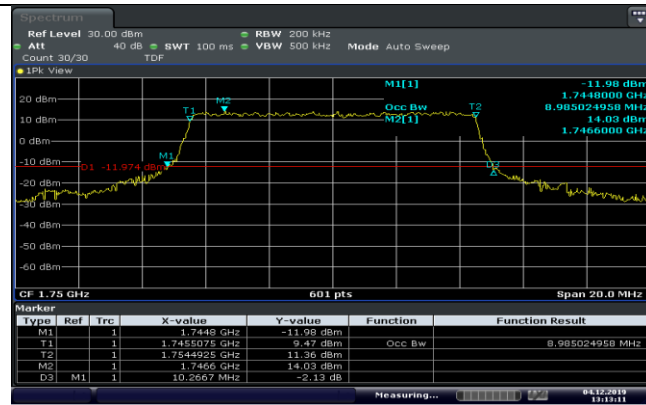 Spectrum
Ref Level 30.00 dBm RBW 200 kHz
Att 40 dB SWT 100 ms VBW 500 kHz Mode Auto Sweep
Count 30/30 TDF
1Pk View
M1[1] -11.98 dBm
1.7448000 GHz
20 dBm
Occ Bw 8.985024958 MHz
M2[1] 14.03 dBm
1.7466000 GHz
T1 M2 T2
10 dBm
0 dBm
M1
-10 dBm
D1 -11.974 dBm
-20 dBm
-30 dBm
-40 dBm
-50 dBm
-60 dBm
CF 1.75 GHz 601 pts Span 20.0 MHz
Marker
Type Ref Trc X-value Y-value Function Function Result
M1 1 1.7448 GHz -11.98 dBm
T1 1 1.7455075 GHz 9.47 dBm Occ Bw 8.985024958 MHz
T2 1 1.7544925 GHz 11.36 dBm
M2 1 1.7466 GHz 14.03 dBm
D3 M1 1 10.2667 MHz -2.13 dB
Measuring... 04.12.2019
13:13:11